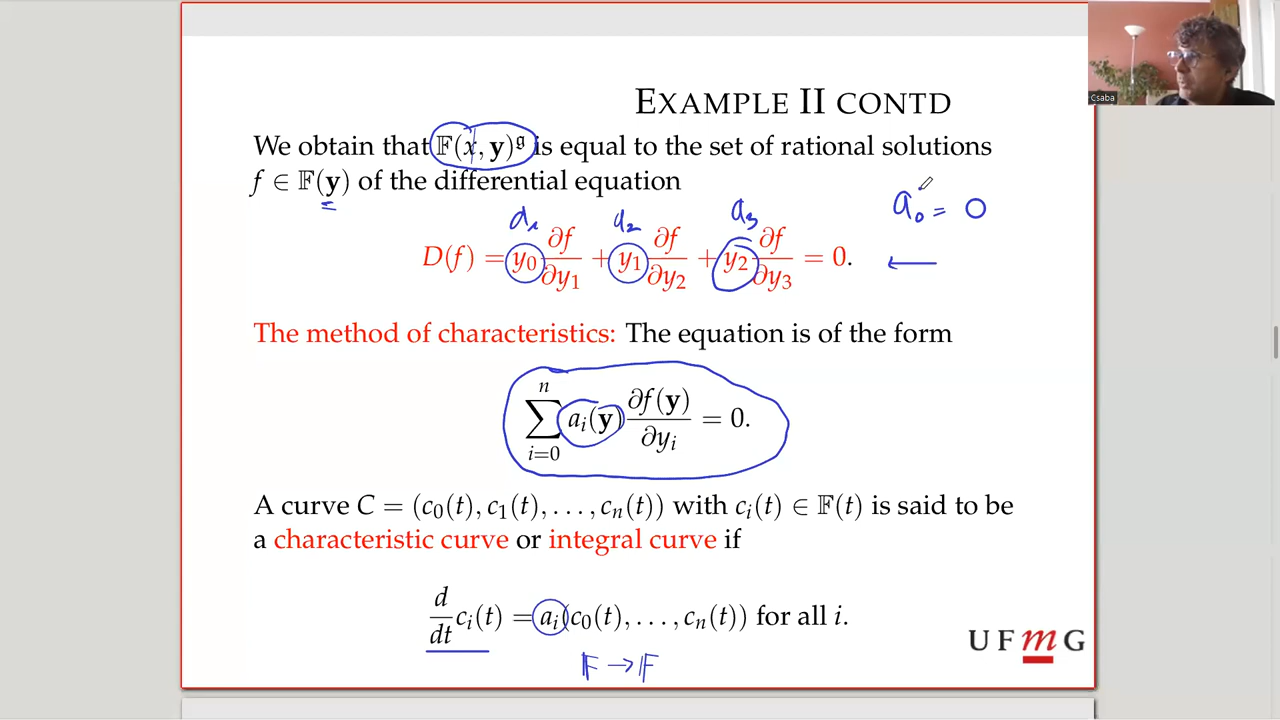 EXAMPLE II CONTD
We obtain that 𝔽(x, y)^𝔤 is equal to the set of rational solutions
f ∈ 𝔽(y) of the differential equation
a₁ a₂ a₃
a₀ = 0
D(f) = y₀ ∂f/∂y₁ + y₁ ∂f/∂y₂ + y₂ ∂f/∂y₃ = 0.
The method of characteristics: The equation is of the form
∑_{i=0}^{n} aᵢ(y) ∂f(y)/∂yᵢ = 0.
A curve C = (c₀(t), c₁(t), . . . , cₙ(t)) with cᵢ(t) ∈ 𝔽(t) is said to be
a characteristic curve or integral curve if
d/dt cᵢ(t) = aᵢ(c₀(t), . . . , cₙ(t)) for all i.
𝔽 → 𝔽
UFmG
Csaba